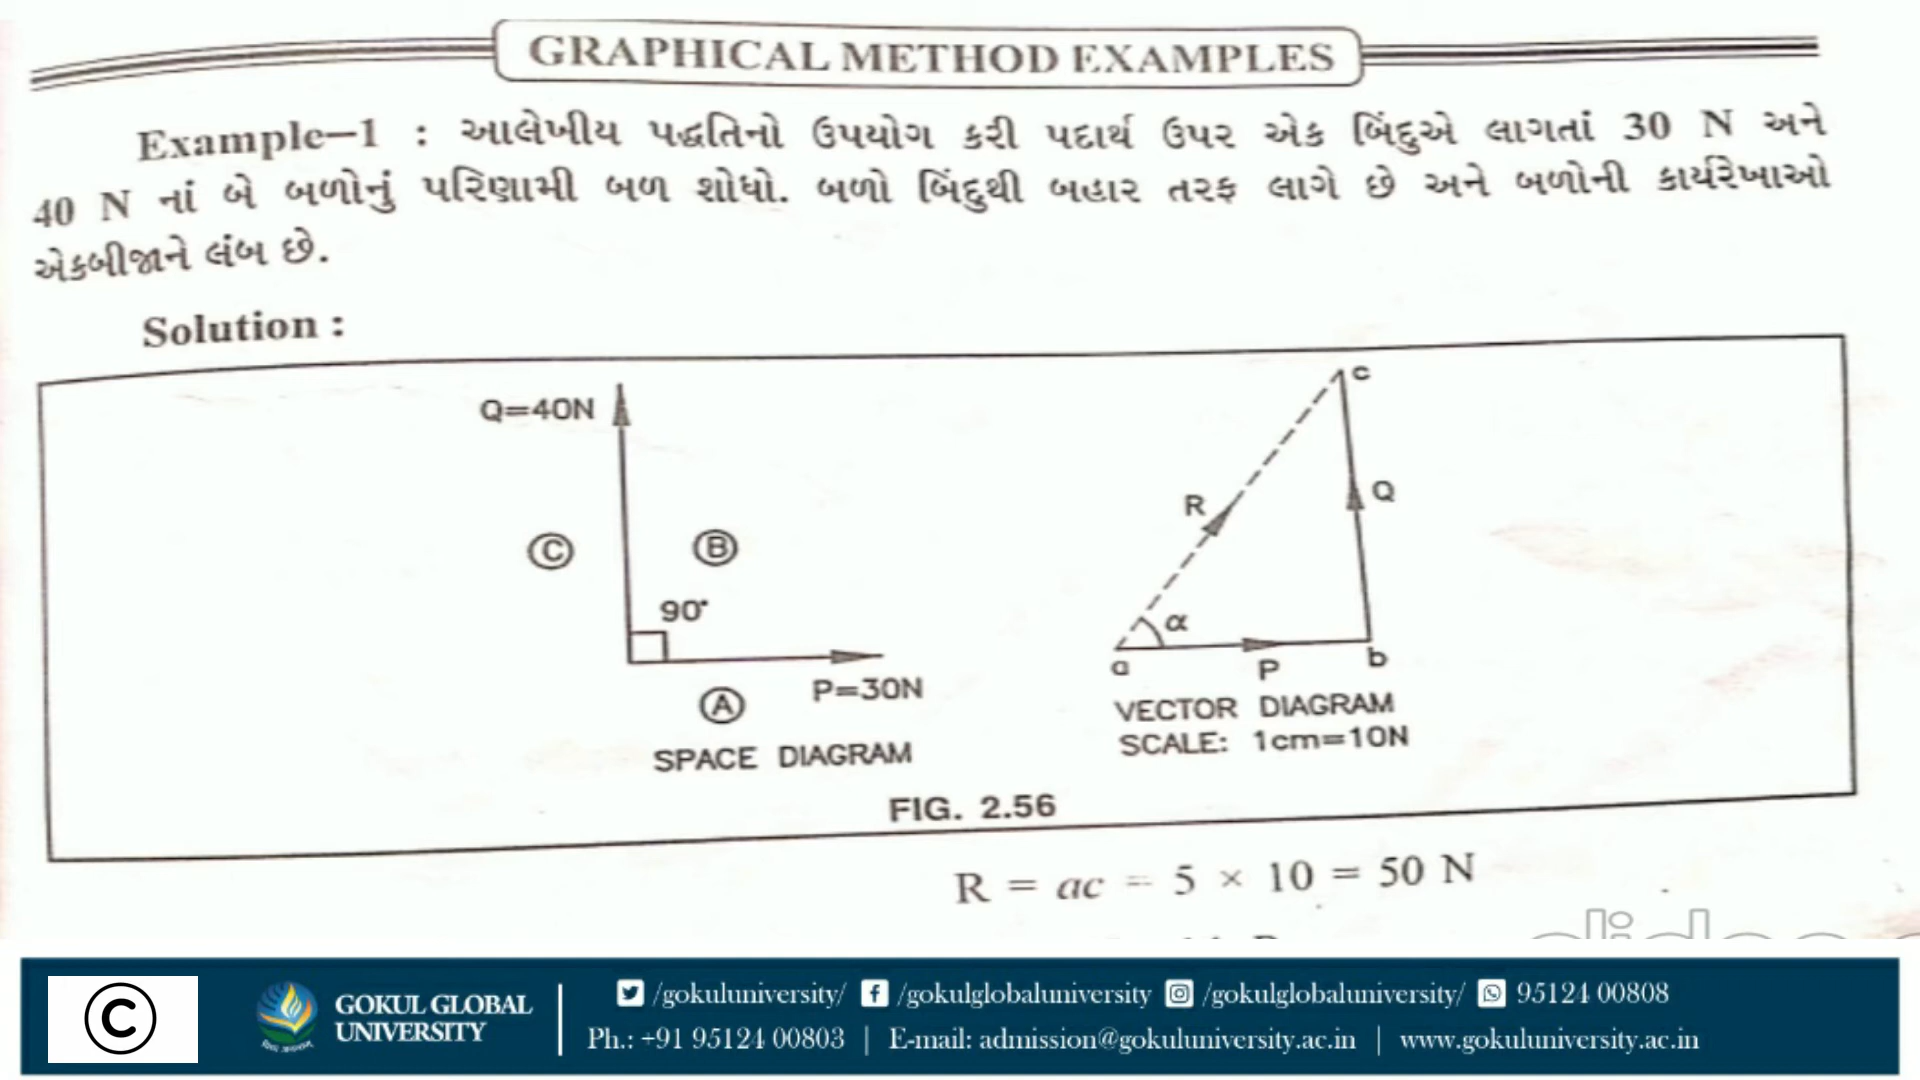 GRAPHICAL METHOD EXAMPLES
Example–1 : આલેખીય પદ્ધતિનો ઉપયોગ કરી પદાર્થ ઉપર એક બિંદુએ લાગતાં 30 N અને
40 N નાં બે બળોનું પરિણામી બળ શોધો. બળો બિંદુથી બહાર તરફ લાગે છે અને બળોની કાર્યરેખાઓ
એકબીજાને લંબ છે.
Solution :
Q=40N
C
B
90°
P=30N
A
SPACE DIAGRAM
c
R
Q
α
a
P
b
VECTOR DIAGRAM
SCALE: 1cm=10N
FIG. 2.56
R = ac = 5 × 10 = 50 N
©
GOKUL GLOBAL
UNIVERSITY
/gokuluniversity/ /gokulglobaluniversity /gokulglobaluniversity/ 95124 00808
Ph.: +91 95124 00803 | E-mail: admission@gokuluniversity.ac.in | www.gokuluniversity.ac.in